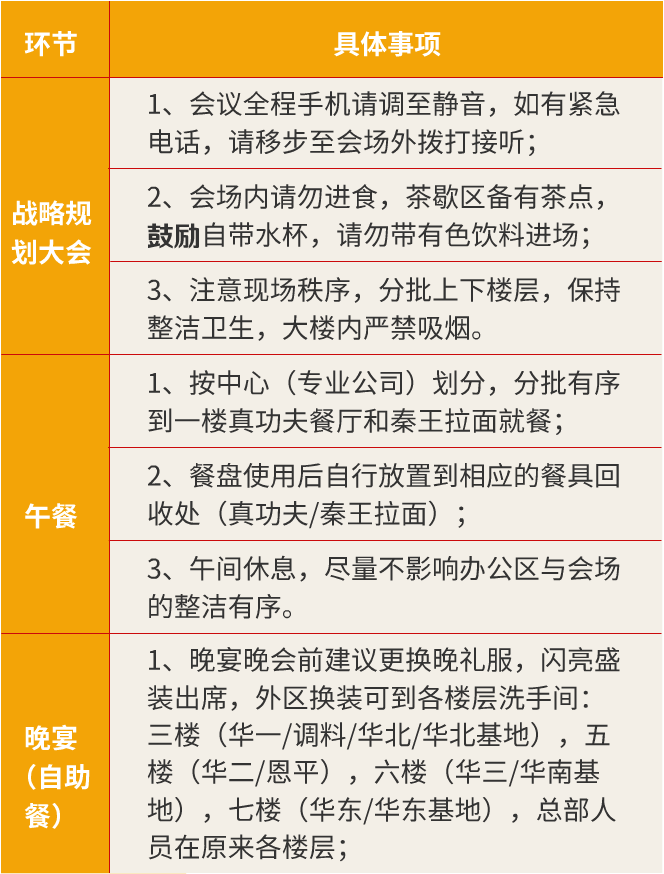 环节
具体事项
战略规
划大会
1、会议全程手机请调至静音，如有紧急
电话，请移步至会场外拨打接听；
2、会场内请勿进食，茶歇区备有茶点，
鼓励自带水杯，请勿带有色饮料进场；
3、注意现场秩序，分批上下楼层，保持
整洁卫生，大楼内严禁吸烟。
午餐
1、按中心（专业公司）划分，分批有序
到一楼真功夫餐厅和秦王拉面就餐；
2、餐盘使用后自行放置到相应的餐具回
收处（真功夫/秦王拉面）；
3、午间休息，尽量不影响办公区与会场
的整洁有序。
晚宴
（自助
餐）
1、晚宴晚会前建议更换晚礼服，闪亮盛
装出席，外区换装可到各楼层洗手间：
三楼（华一/调料/华北/华北基地），五
楼（华二/恩平），六楼（华三/华南基
地），七楼（华东/华东基地），总部人
员在原来各楼层；